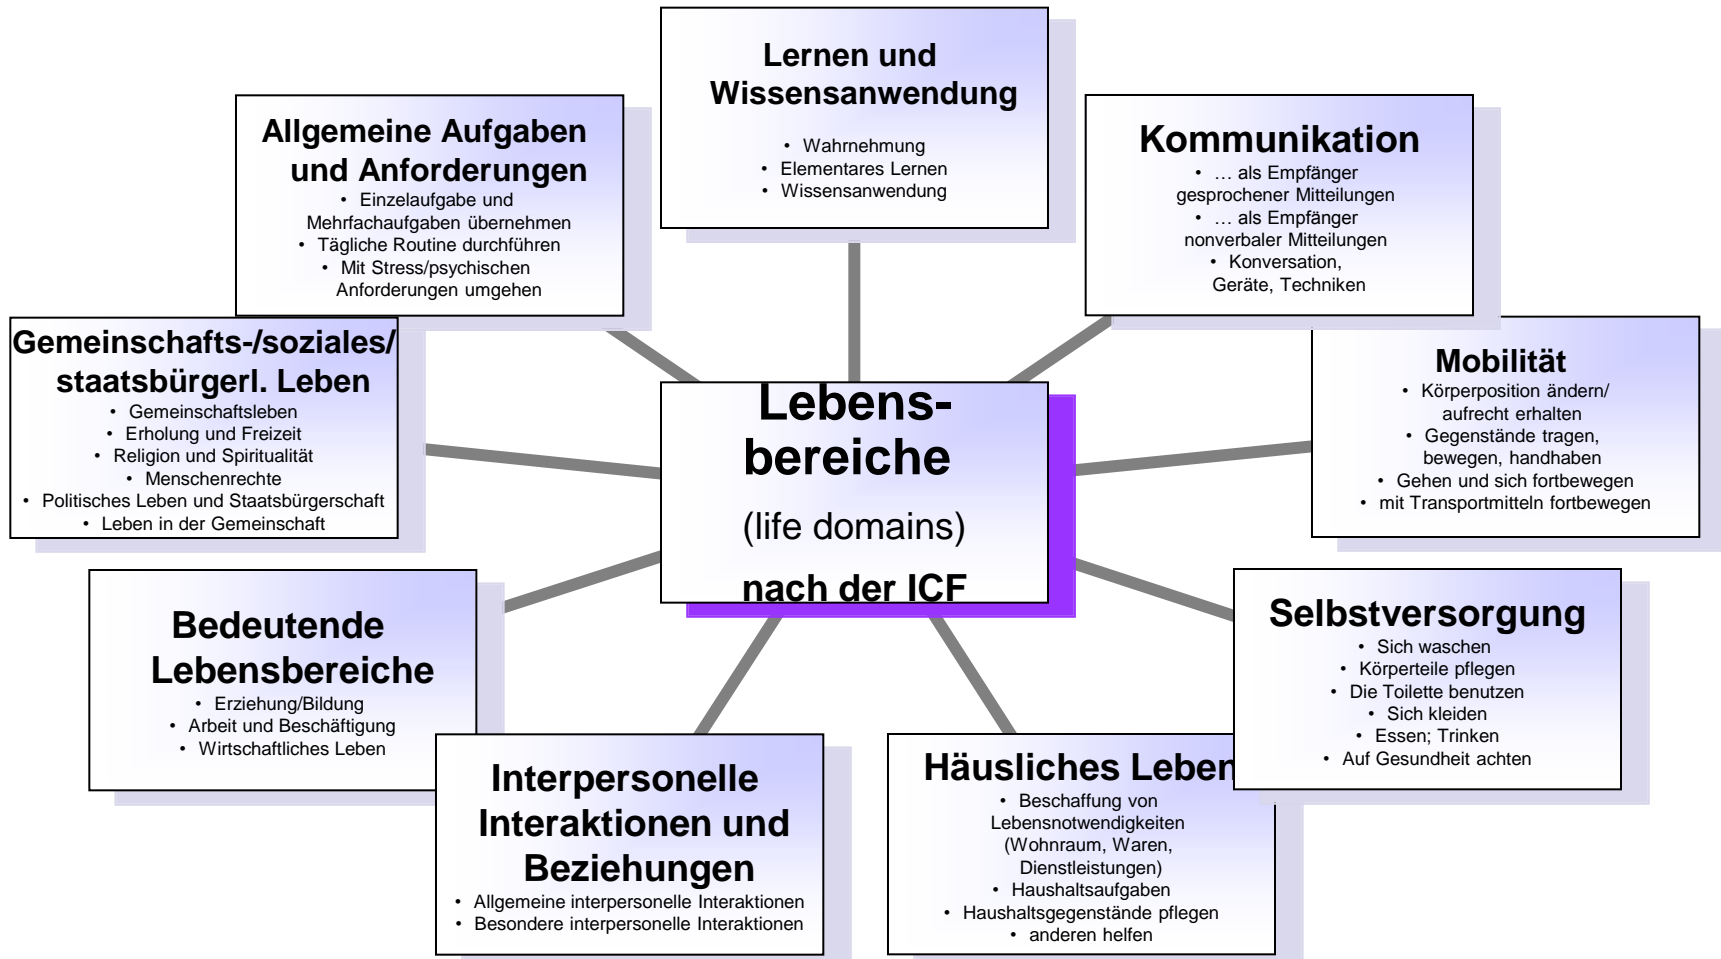 Lernen und
Wissensanwendung
• Wahrnehmung
• Elementares Lernen
• Wissensanwendung
Allgemeine Aufgaben
und Anforderungen
• Einzelaufgabe und
Mehrfachaufgaben übernehmen
• Tägliche Routine durchführen
• Mit Stress/psychischen
Anforderungen umgehen
Kommunikation
• … als Empfänger
gesprochener Mitteilungen
• … als Empfänger
nonverbaler Mitteilungen
• Konversation,
Geräte, Techniken
Gemeinschafts-/soziales/
staatsbürgerl. Leben
• Gemeinschaftsleben
• Erholung und Freizeit
• Religion und Spiritualität
• Menschenrechte
• Politisches Leben und Staatsbürgerschaft
• Leben in der Gemeinschaft
Lebens-
bereiche
(life domains)
nach der ICF
Mobilität
• Körperposition ändern/
aufrecht erhalten
• Gegenstände tragen,
bewegen, handhaben
• Gehen und sich fortbewegen
• mit Transportmitteln fortbewegen
Bedeutende
Lebensbereiche
• Erziehung/Bildung
• Arbeit und Beschäftigung
• Wirtschaftliches Leben
Selbstversorgung
• Sich waschen
• Körperteile pflegen
• Die Toilette benutzen
• Sich kleiden
• Essen; Trinken
• Auf Gesundheit achten
Interpersonelle
Interaktionen und
Beziehungen
• Allgemeine interpersonelle Interaktionen
• Besondere interpersonelle Interaktionen
Häusliches Leben
• Beschaffung von
Lebensnotwendigkeiten
(Wohnraum, Waren,
Dienstleistungen)
• Haushaltsaufgaben
• Haushaltsgegenstände pflegen
• anderen helfen